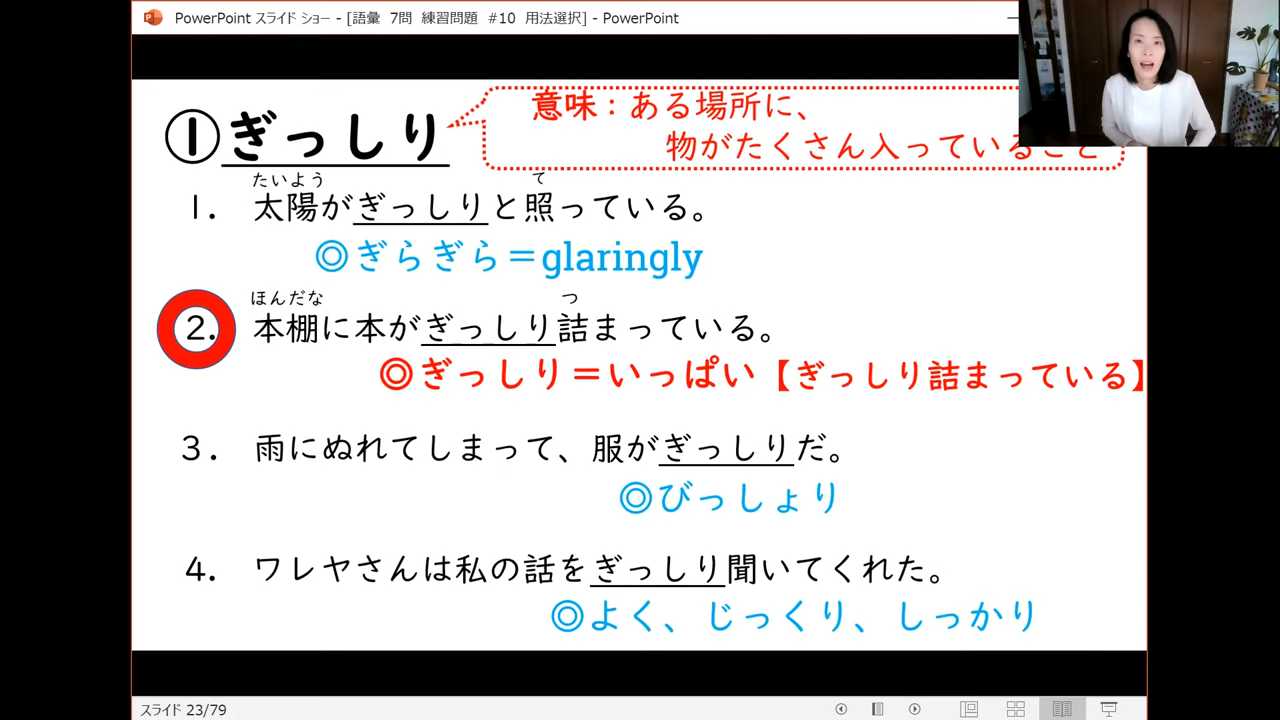 PowerPoint スライド ショー - [語彙 7問 練習問題 #10 用法選択] - PowerPoint
①ぎっしり
意味：ある場所に、
物がたくさん入っていること
たいよう て
1. 太陽がぎっしりと照っている。
◎ぎらぎら＝glaringly
ほんだな つ
2. 本棚に本がぎっしり詰まっている。
◎ぎっしり＝いっぱい【ぎっしり詰まっている】
3. 雨にぬれてしまって、服がぎっしりだ。
◎びっしょり
4. ワレヤさんは私の話をぎっしり聞いてくれた。
◎よく、じっくり、しっかり
スライド 23/79